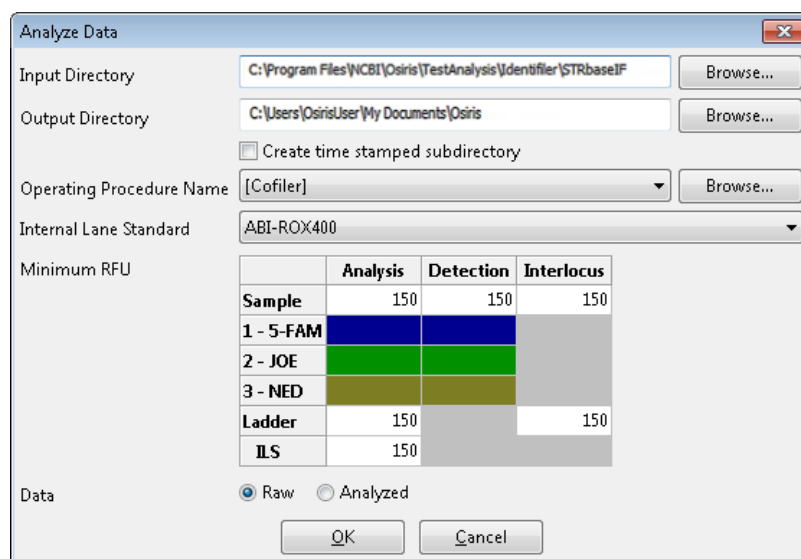 Analyze Data
Input Directory C:\Program Files\NCBI\Osiris\TestAnalysis\Identifiler\STRbaseIF Browse...
Output Directory C:\Users\OsirisUser\My Documents\Osiris Browse...
Create time stamped subdirectory
Operating Procedure Name [Cofiler] Browse...
Internal Lane Standard ABI-ROX400
Minimum RFU Analysis Detection Interlocus
Sample 150 150 150
1 - 5-FAM
2 - JOE
3 - NED
Ladder 150 150
ILS 150
Data Raw Analyzed
OK Cancel